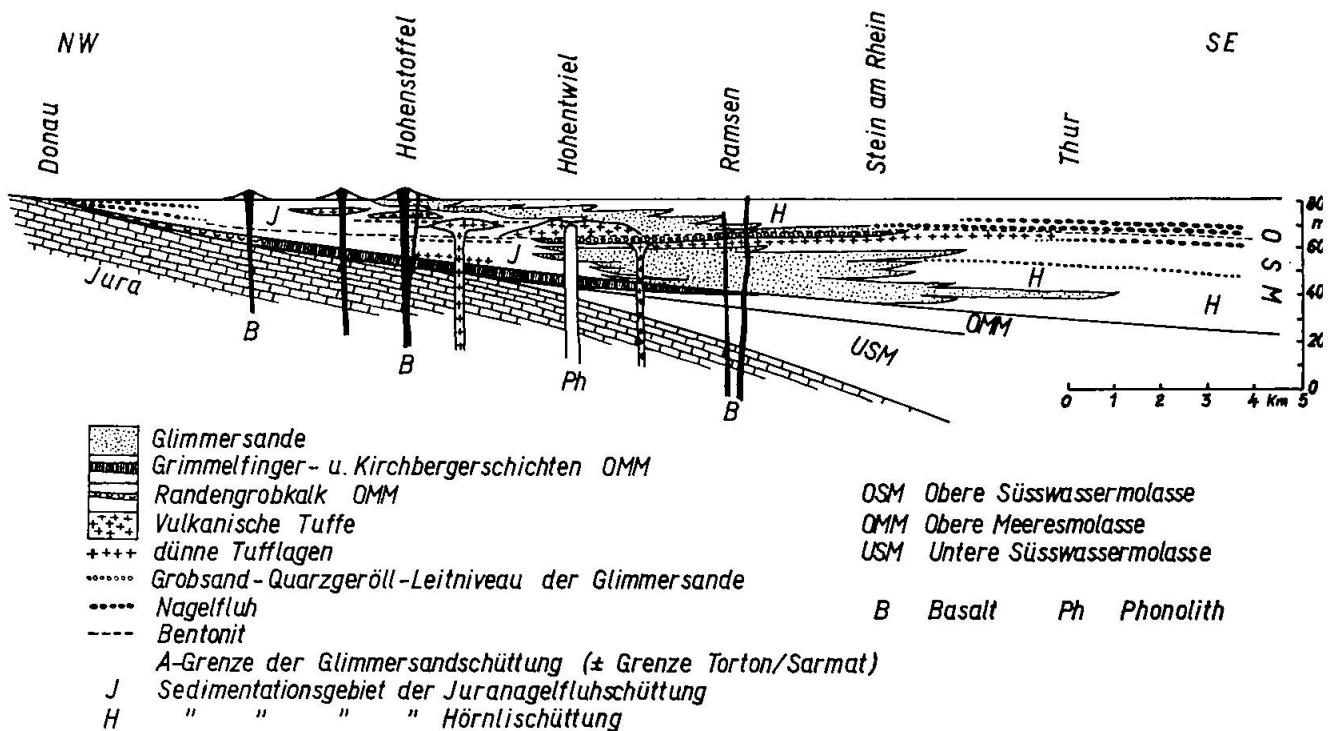 NW
SE
Donau
Hohenstoffel
Hohentwiel
Ramsen
Stein am Rhein
Thur
J
H
J
H
H
Jura
B
B
Ph
B
USM
OMM
OSM
80
m
60
40
20
0
0 1 2 3 4 Km 5
Glimmersande
Grimmelfinger- u. Kirchbergerschichten OMM
Randengrobkalk OMM
Vulkanische Tuffe
dünne Tufflagen
Grobsand-Quarzgeröll-Leitniveau der Glimmersande
Nagelfluh
Bentonit
A-Grenze der Glimmersandschüttung (± Grenze Torton/Sarmat)
J Sedimentationsgebiet der Juranagelfluhschüttung
H " " " " Hörnlischüttung
OSM Obere Süsswassermolasse
OMM Obere Meeresmolasse
USM Untere Süsswassermolasse
B Basalt Ph Phonolith